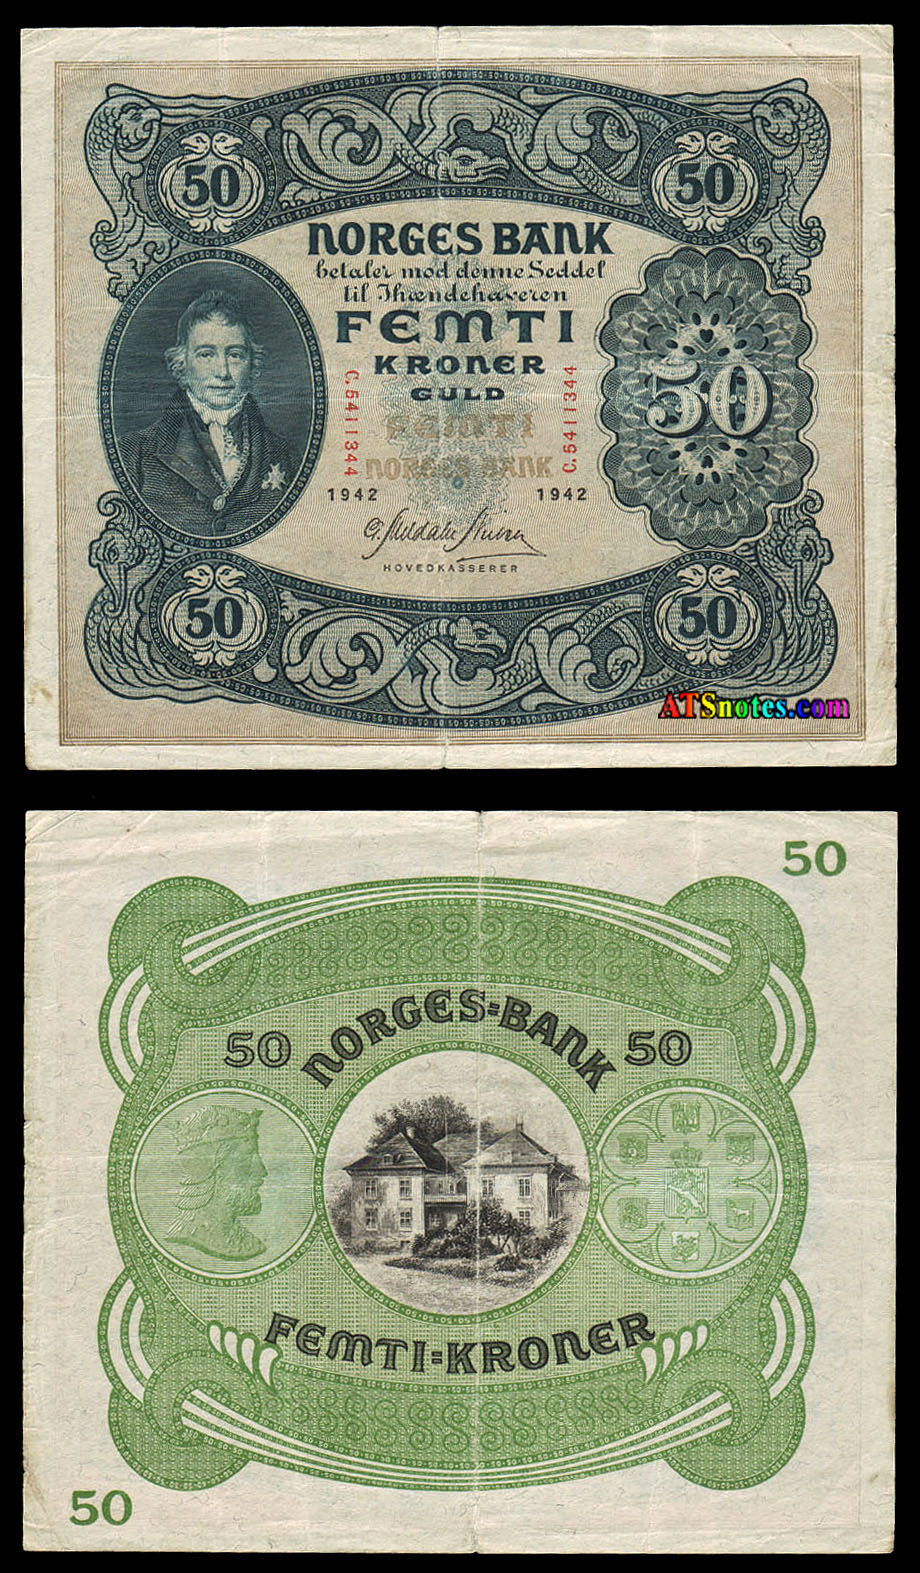 50 50
NORGES BANK
betaler mod denne Seddel
til Ihændehaveren
FEMTI
KRONER
GULD
50
C.5411344
C.5411344
FEMTI
NORGES BANK
1942 1942
HOVEDKASSERER
50 50
ATSnotes.com
50
NORGES=BANK
50 50
FEMTI=KRONER
50